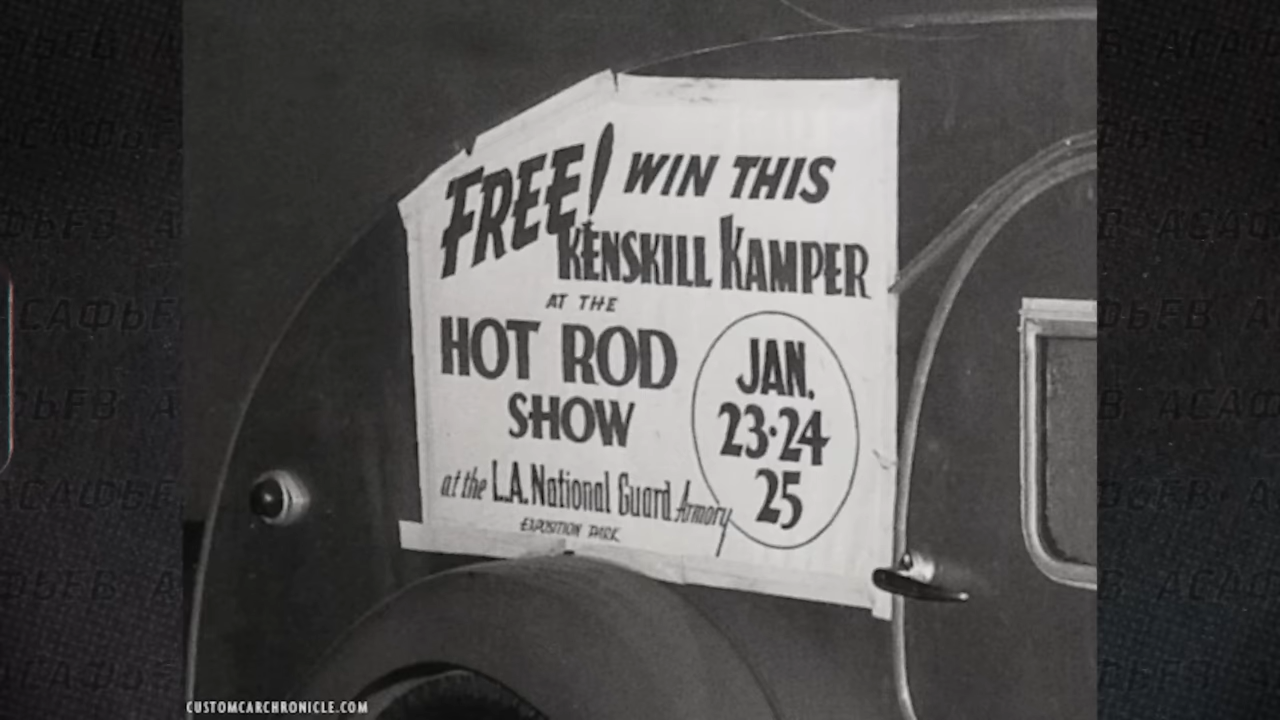 FREE! WIN THIS
KENSKILL KAMPER
AT THE
HOT ROD
SHOW
at the L.A. National Guard Armory
EXPOSITION PARK
JAN.
23·24
25
CUSTOMCARCHRONICLE.COM